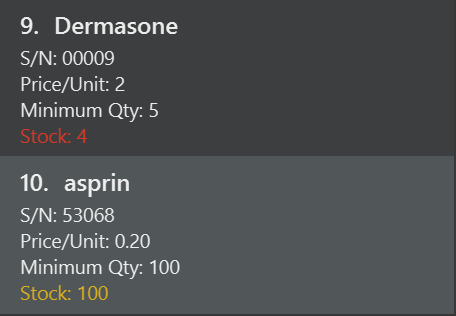 9. Dermasone
S/N: 00009
Price/Unit: 2
Minimum Qty: 5
Stock: 4
10. asprin
S/N: 53068
Price/Unit: 0.20
Minimum Qty: 100
Stock: 100